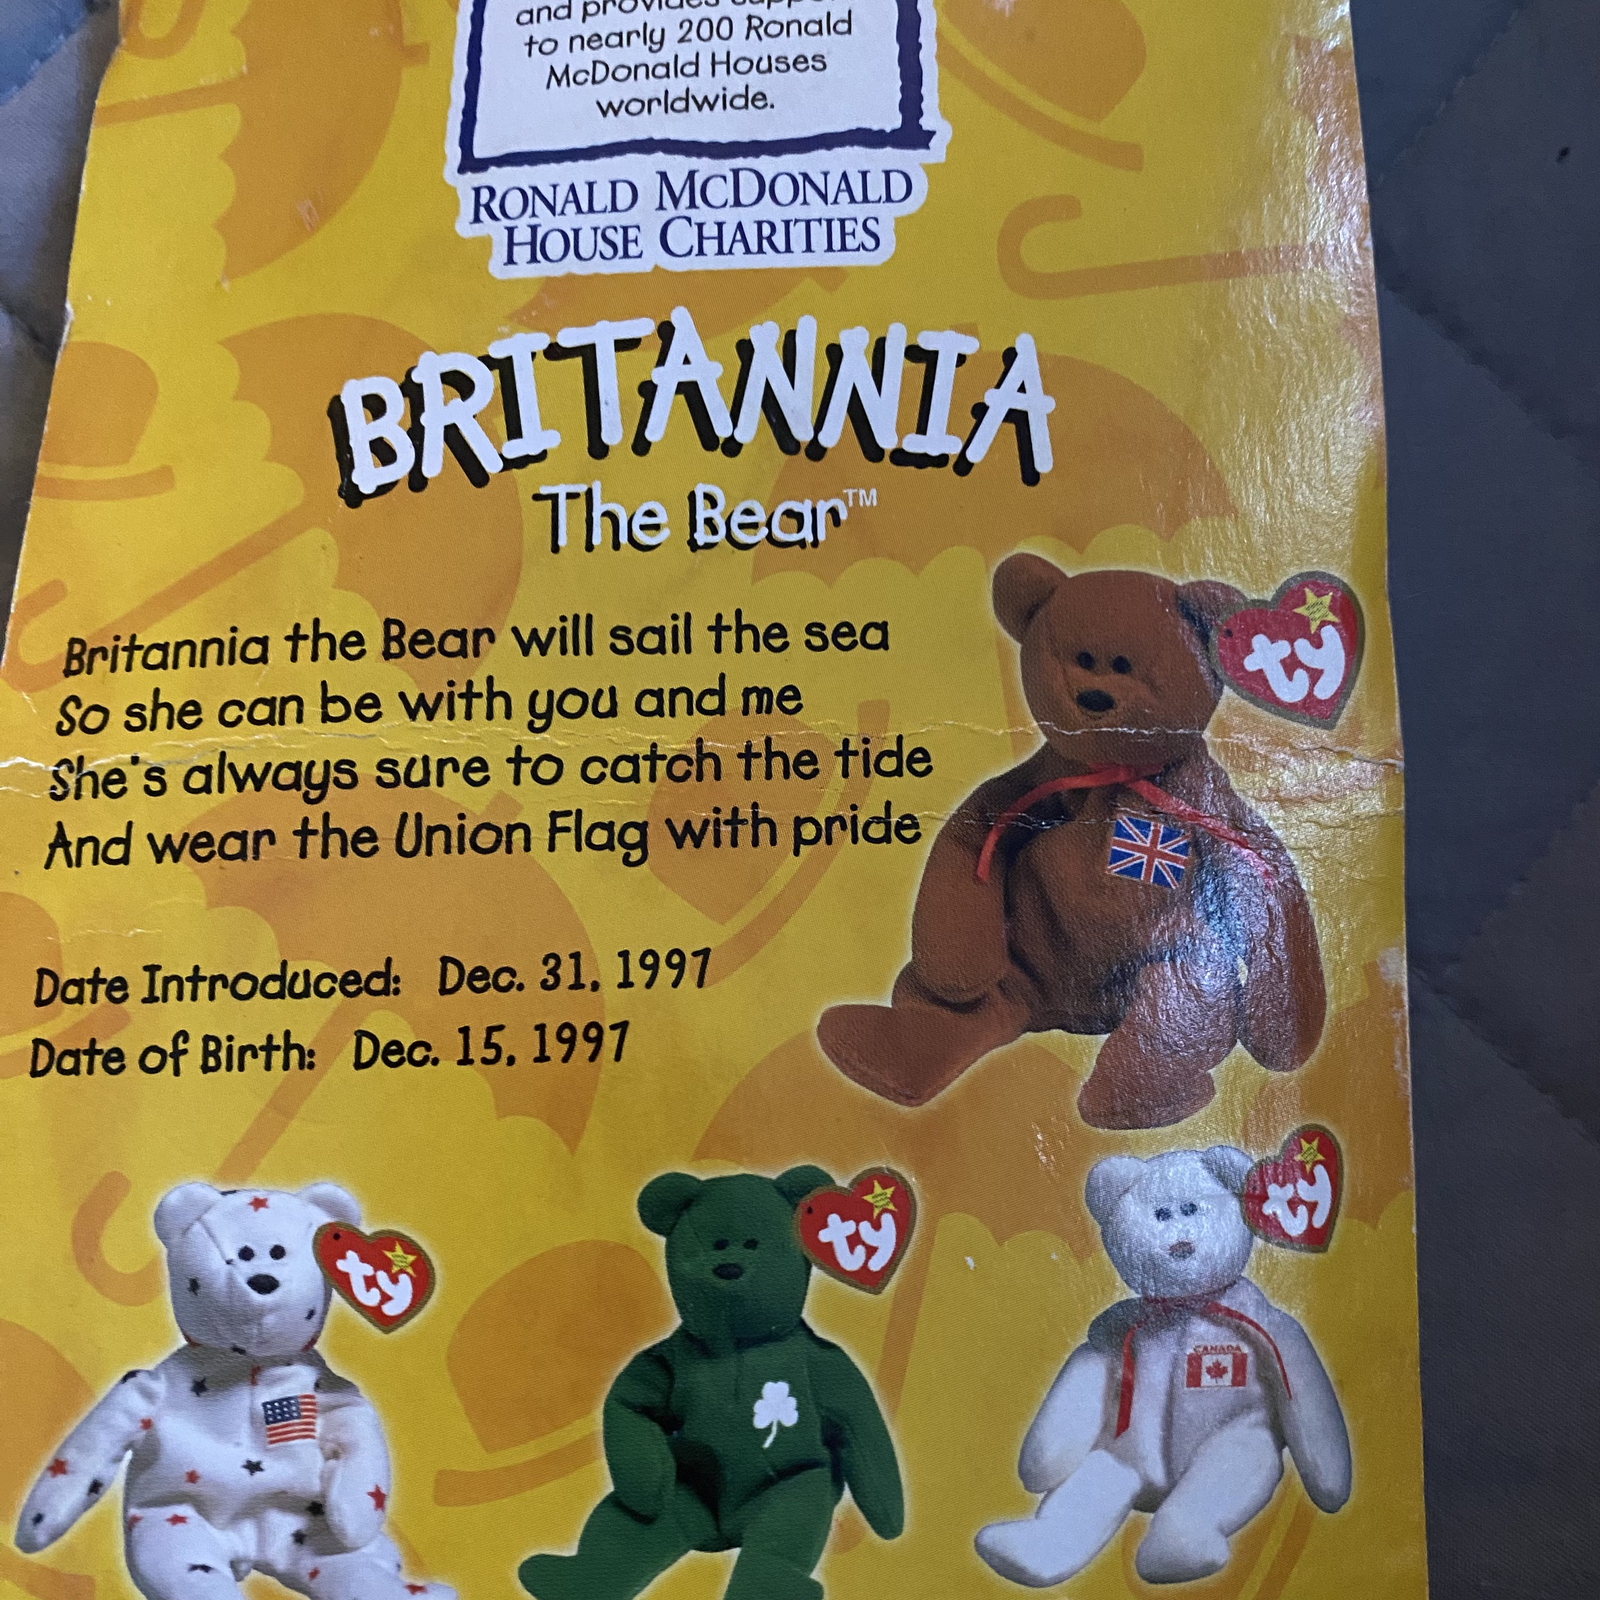 and provides
to nearly 200 Ronald
McDonald Houses
worldwide.
RONALD MCDONALD
HOUSE CHARITIES
BRITANNIA
The Bear™
Britannia the Bear will sail the sea
So she can be with you and me
She's always sure to catch the tide
And wear the Union Flag with pride
Date Introduced: Dec. 31, 1997
Date of Birth: Dec. 15, 1997
ty
ty
ty
ty
CANADA